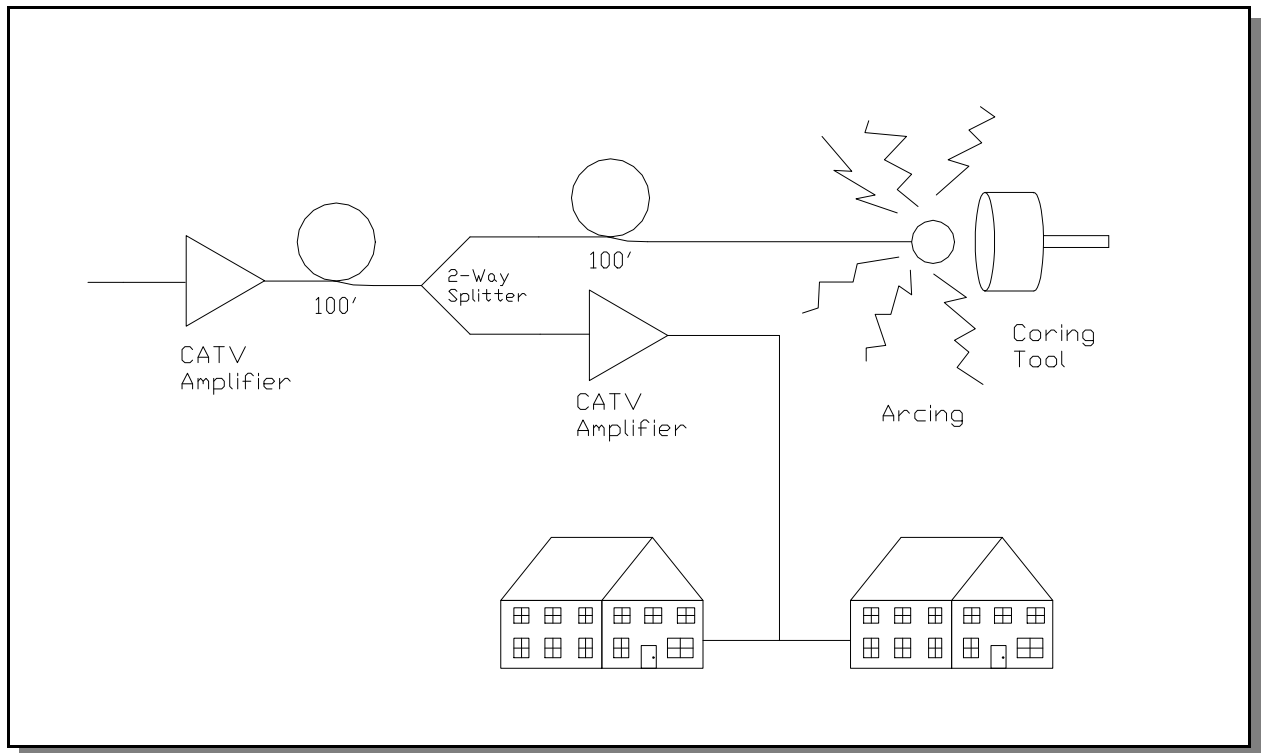 100'
2-Way
Splitter
100'
CATV
Amplifier
CATV
Amplifier
Coring
Tool
Arcing